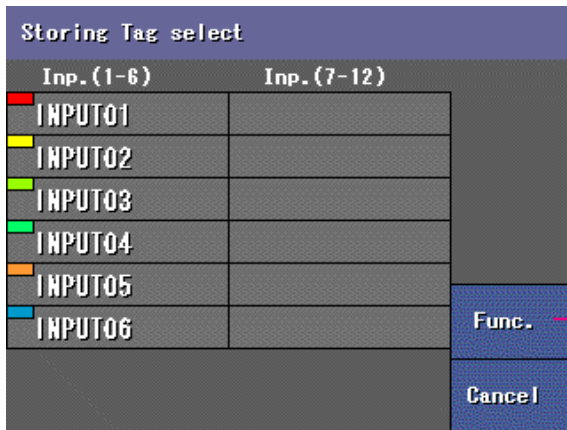 Storing Tag select
Inp.(1-6) Inp.(7-12)
INPUT01
INPUT02
INPUT03
INPUT04
INPUT05
INPUT06
Func.
Cancel